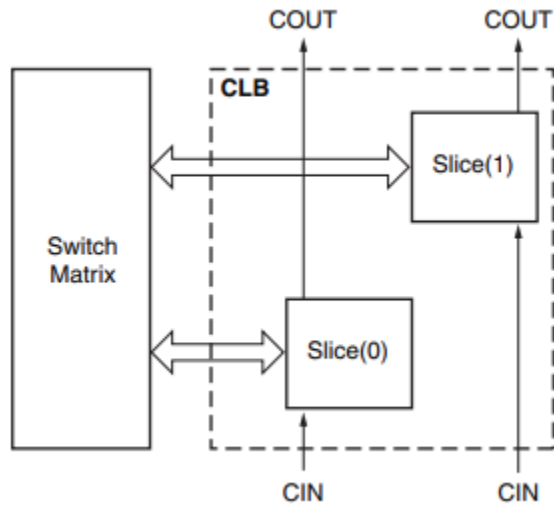 COUT
COUT
CLB
Slice(1)
Switch
Matrix
Slice(0)
CIN
CIN